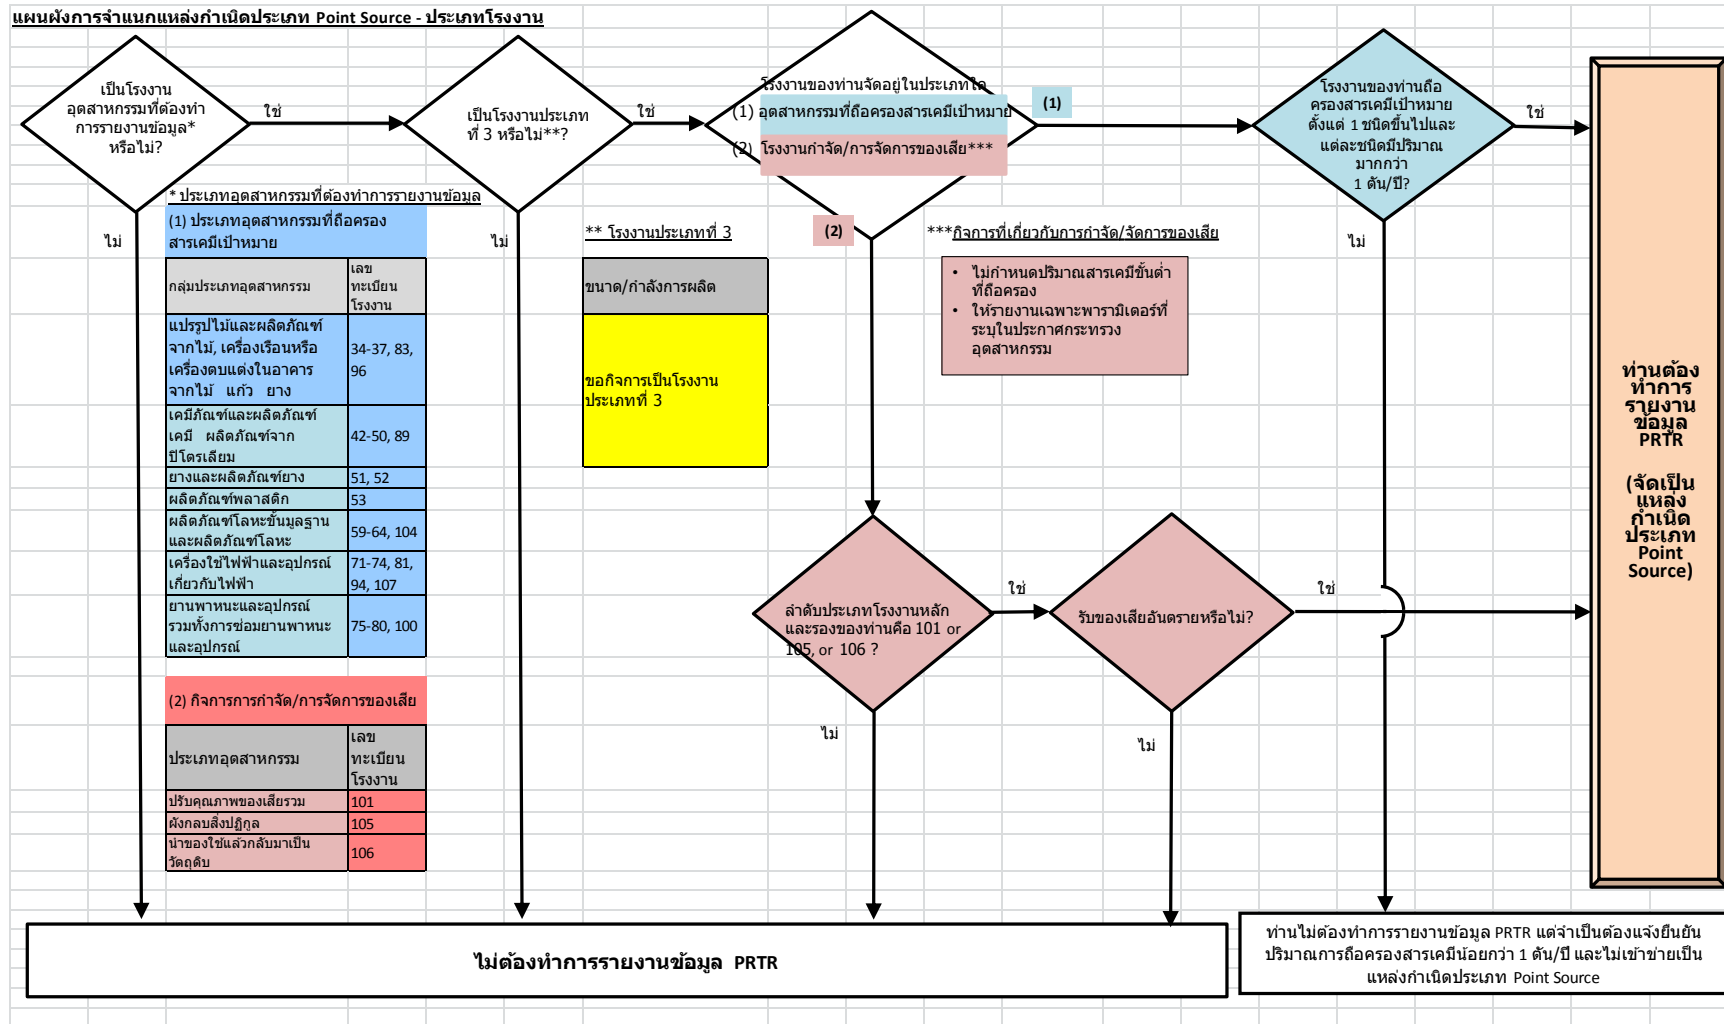 แผนผังการจำแนกแหล่งกำเนิดประเภท Point Source - ประเภทโรงงาน
เป็นโรงงาน
อุตสาหกรรมที่ต้องทำ
การรายงานข้อมูล*
หรือไม่?
ใช่
ไม่
เป็นโรงงานประเภท
ที่ 3 หรือไม่**?
ใช่
ไม่
โรงงานของท่านจัดอยู่ในประเภทใด
(1) อุตสาหกรรมที่ถือครองสารเคมีเป้าหมาย
(2) โรงงานกำจัด/การจัดการของเสีย***
(1)
(2)
โรงงานของท่านถือ
ครองสารเคมีเป้าหมาย
ตั้งแต่ 1 ชนิดขึ้นไปและ
แต่ละชนิดมีปริมาณ
มากกว่า
1 ตัน/ปี?
ใช่
ไม่
* ประเภทอุตสาหกรรมที่ต้องทำการรายงานข้อมูล
(1) ประเภทอุตสาหกรรมที่ถือครอง
สารเคมีเป้าหมาย
กลุ่มประเภทอุตสาหกรรม
เลข
ทะเบียน
โรงงาน
แปรรูปไม้และผลิตภัณฑ์
จากไม้, เครื่องเรือนหรือ
เครื่องตบแต่งในอาคาร
จากไม้ แก้ว ยาง
34-37, 83,
96
เคมีภัณฑ์และผลิตภัณฑ์
เคมี ผลิตภัณฑ์จาก
ปิโตรเลียม
42-50, 89
ยางและผลิตภัณฑ์ยาง
51, 52
ผลิตภัณฑ์พลาสติก
53
ผลิตภัณฑ์โลหะขั้นมูลฐาน
และผลิตภัณฑ์โลหะ
59-64, 104
เครื่องใช้ไฟฟ้าและอุปกรณ์
เกี่ยวกับไฟฟ้า
71-74, 81,
94, 107
ยานพาหนะและอุปกรณ์
รวมทั้งการซ่อมยานพาหนะ
และอุปกรณ์
75-80, 100
(2) กิจการการกำจัด/การจัดการของเสีย
ประเภทอุตสาหกรรม
เลข
ทะเบียน
โรงงาน
ปรับคุณภาพของเสียรวม
101
ฝังกลบสิ่งปฏิกูล
105
นำของใช้แล้วกลับมาเป็น
วัตถุดิบ
106
** โรงงานประเภทที่ 3
ขนาด/กำลังการผลิต
ขอกิจการเป็นโรงงาน
ประเภทที่ 3
***กิจการที่เกี่ยวกับการกำจัด/จัดการของเสีย
• ไม่กำหนดปริมาณสารเคมีขั้นต่ำ
ที่ถือครอง
• ให้รายงานเฉพาะพารามิเตอร์ที่
ระบุในประกาศกระทรวง
อุตสาหกรรม
ลำดับประเภทโรงงานหลัก
และรองของท่านคือ 101 or
105, or 106 ?
ใช่
ไม่
รับของเสียอันตรายหรือไม่?
ใช่
ไม่
ท่านต้อง
ทำการ
รายงาน
ข้อมูล
PRTR
(จัดเป็น
แหล่ง
กำเนิด
ประเภท
Point
Source)
ไม่ต้องทำการรายงานข้อมูล PRTR
ท่านไม่ต้องทำการรายงานข้อมูล PRTR แต่จำเป็นต้องแจ้งยืนยัน
ปริมาณการถือครองสารเคมีน้อยกว่า 1 ตัน/ปี และไม่เข้าข่ายเป็น
แหล่งกำเนิดประเภท Point Source